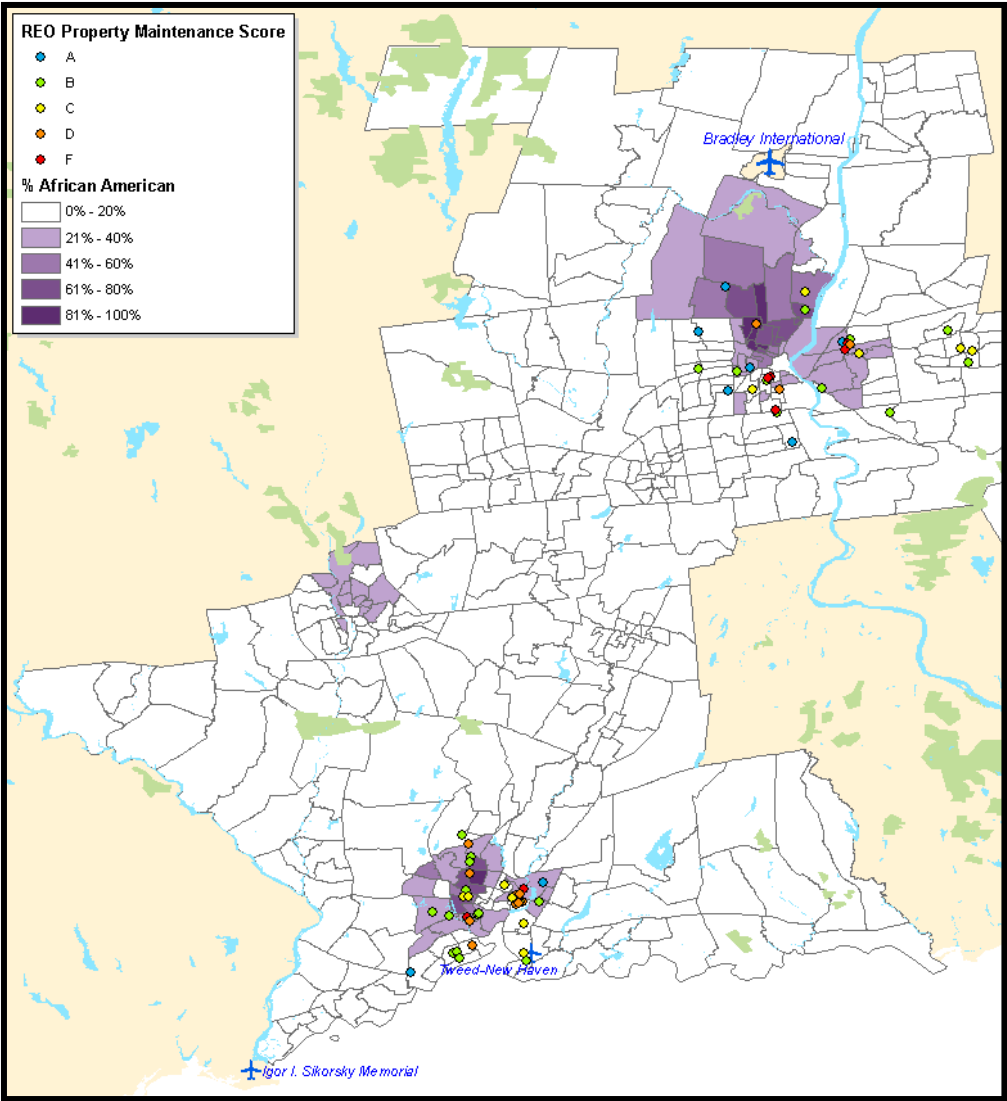 REO Property Maintenance Score
A
B
C
D
F
% African American
0% - 20%
21% - 40%
41% - 60%
61% - 80%
81% - 100%
Bradley International
Tweed-New Haven
Igor I. Sikorsky Memorial